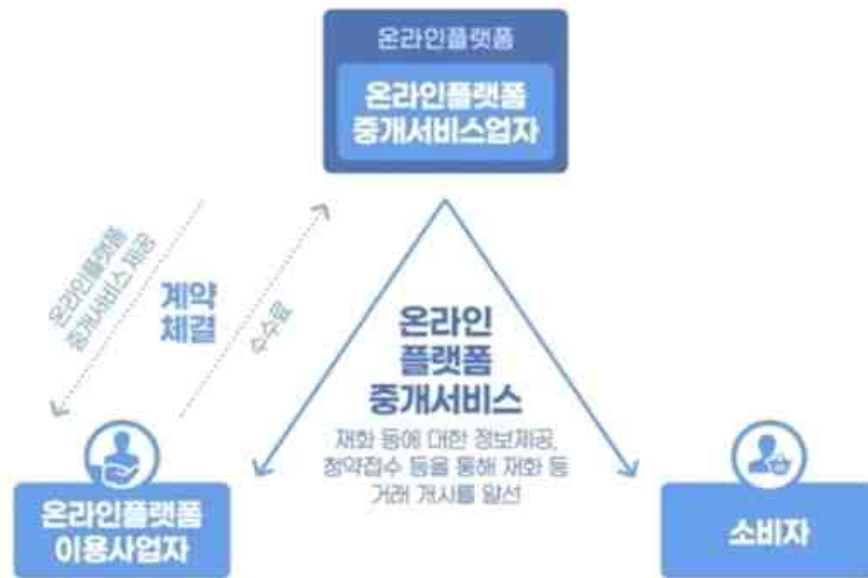 온라인플랫폼
온라인플랫폼
중개서비스업자
온라인플랫폼
중개서비스 제공
계약
체결
수수료
온라인
플랫폼
중개서비스
재화 등에 대한 정보제공,
청약접수 등을 통해 재화 등
거래 개시를 알선
온라인플랫폼
이용사업자
소비자